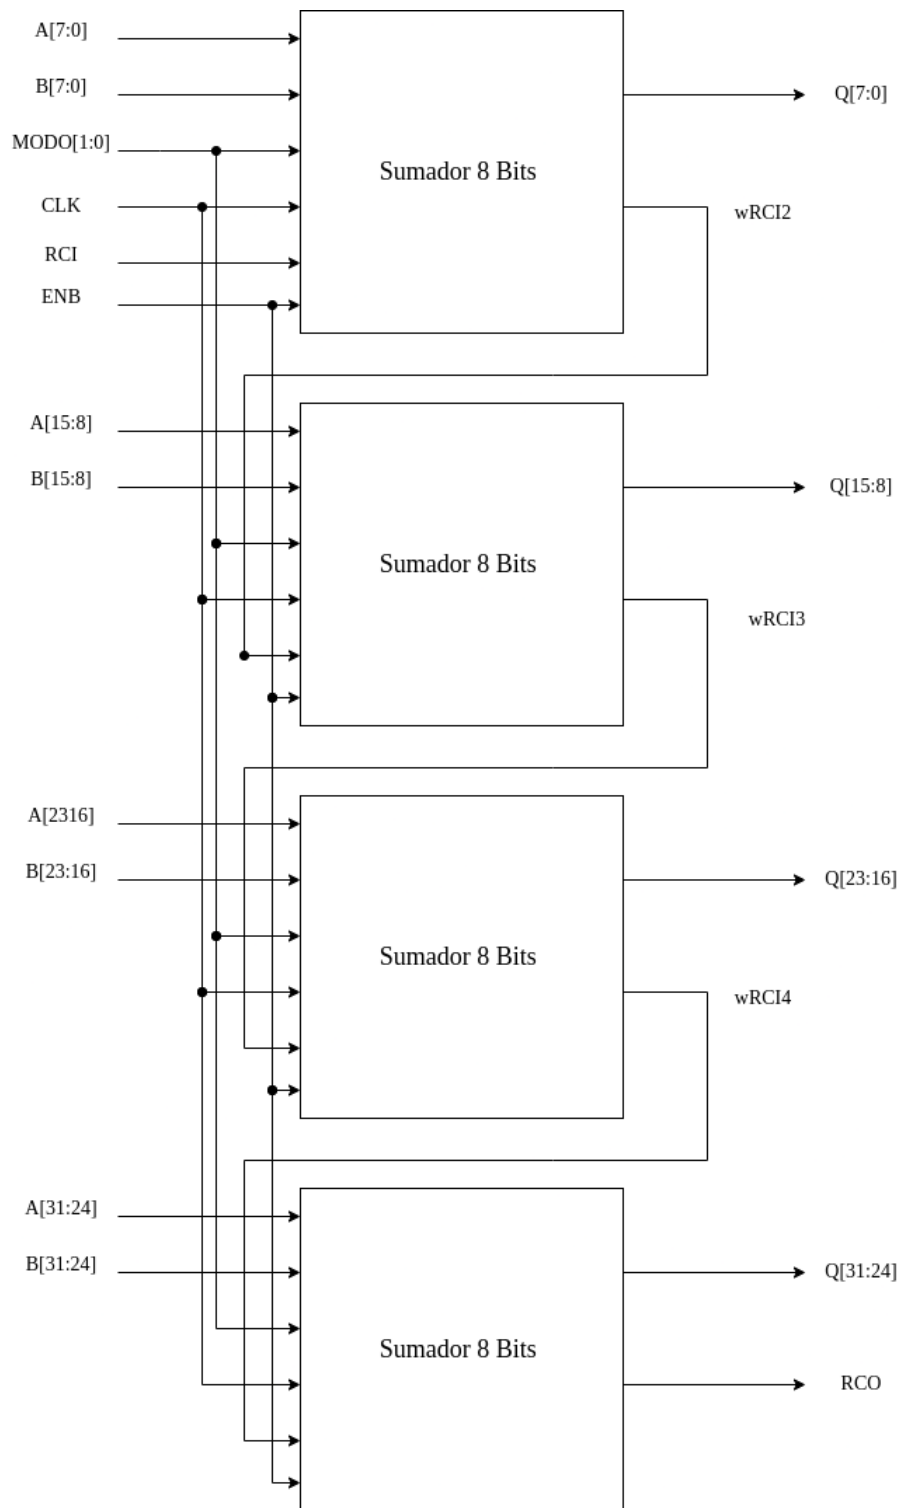 A[7:0]
B[7:0]
Q[7:0]
MODO[1:0]
Sumador 8 Bits
CLK
wRCI2
RCI
ENB
A[15:8]
B[15:8]
Q[15:8]
Sumador 8 Bits
wRCI3
A[2316]
B[23:16]
Q[23:16]
Sumador 8 Bits
wRCI4
A[31:24]
B[31:24]
Q[31:24]
Sumador 8 Bits
RCO